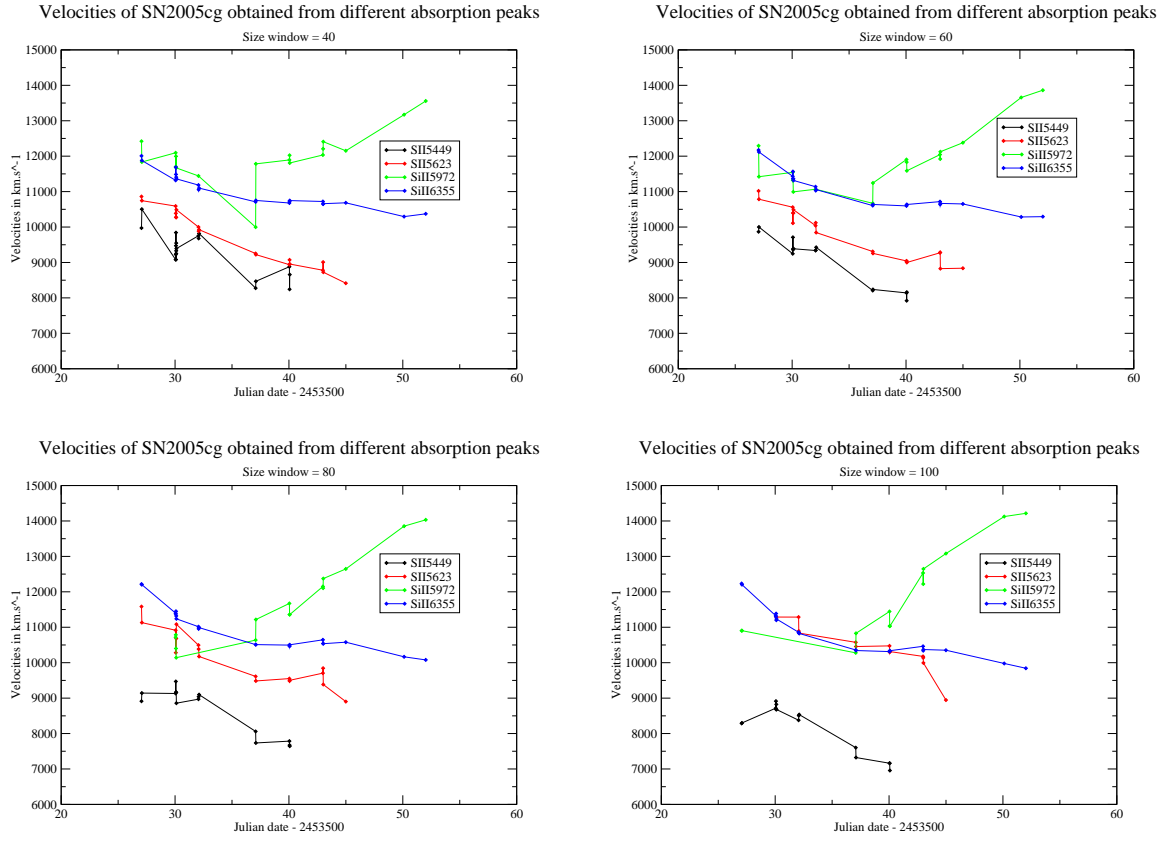 Velocities of SN2005cg obtained from different absorption peaks
Size window = 40
15000
14000
13000
12000
11000
10000
9000
8000
7000
6000
20
30
40
50
60
Velocities in km.s^-1
Julian date - 2453500
SII5449
SII5623
SiII5972
SiII6355
Velocities of SN2005cg obtained from different absorption peaks
Size window = 60
15000
14000
13000
12000
11000
10000
9000
8000
7000
6000
20
30
40
50
60
Velocities in km.s^-1
Julian date - 2453500
SII5449
SII5623
SiII5972
SiII6355
Velocities of SN2005cg obtained from different absorption peaks
Size window = 80
15000
14000
13000
12000
11000
10000
9000
8000
7000
6000
20
30
40
50
60
Velocities in km.s^-1
Julian date - 2453500
SII5449
SII5623
SiII5972
SiII6355
Velocities of SN2005cg obtained from different absorption peaks
Size window = 100
15000
14000
13000
12000
11000
10000
9000
8000
7000
6000
20
30
40
50
60
Velocities in km.s^-1
Julian date - 2453500
SII5449
SII5623
SiII5972
SiII6355